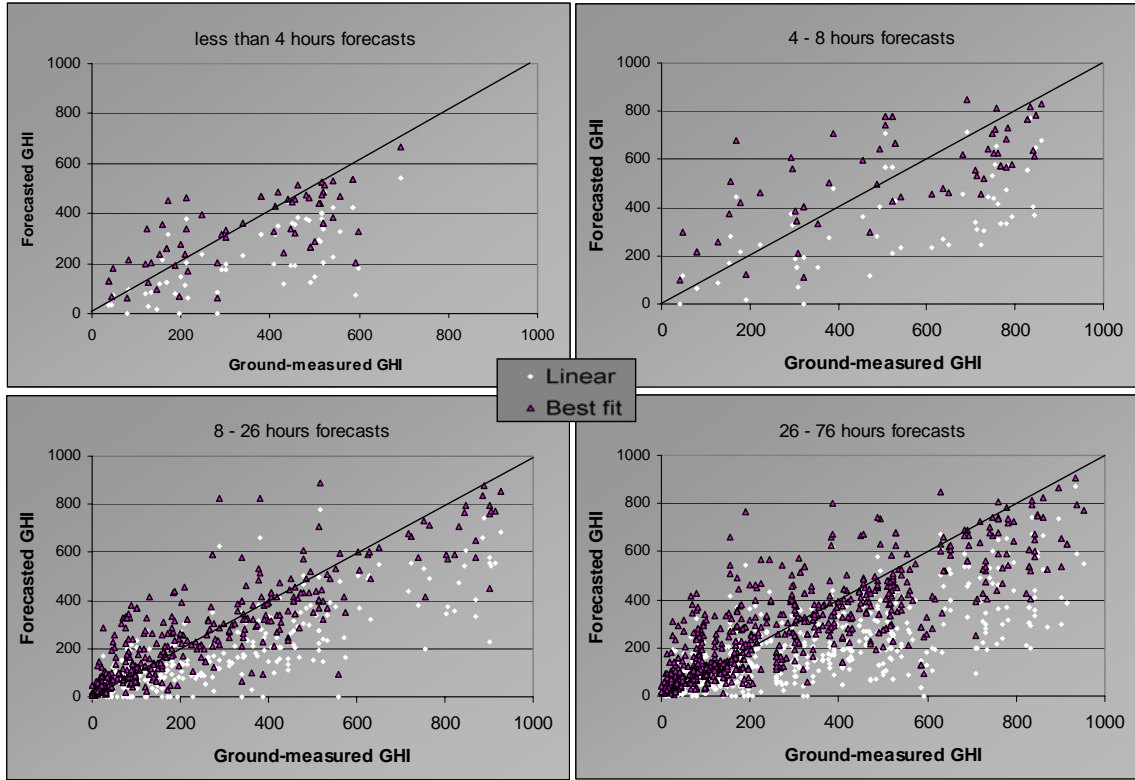 less than 4 hours forecasts
1000
800
600
400
200
0
0 200 400 600 800 1000
Forecasted GHI
Ground-measured GHI
4 - 8 hours forecasts
1000
800
600
400
200
0
0 200 400 600 800 1000
Forecasted GHI
Ground-measured GHI
Linear
Best fit
8 - 26 hours forecasts
1000
800
600
400
200
0
0 200 400 600 800 1000
Forecasted GHI
Ground-measured GHI
26 - 76 hours forecasts
1000
800
600
400
200
0
0 200 400 600 800 1000
Forecasted GHI
Ground-measured GHI